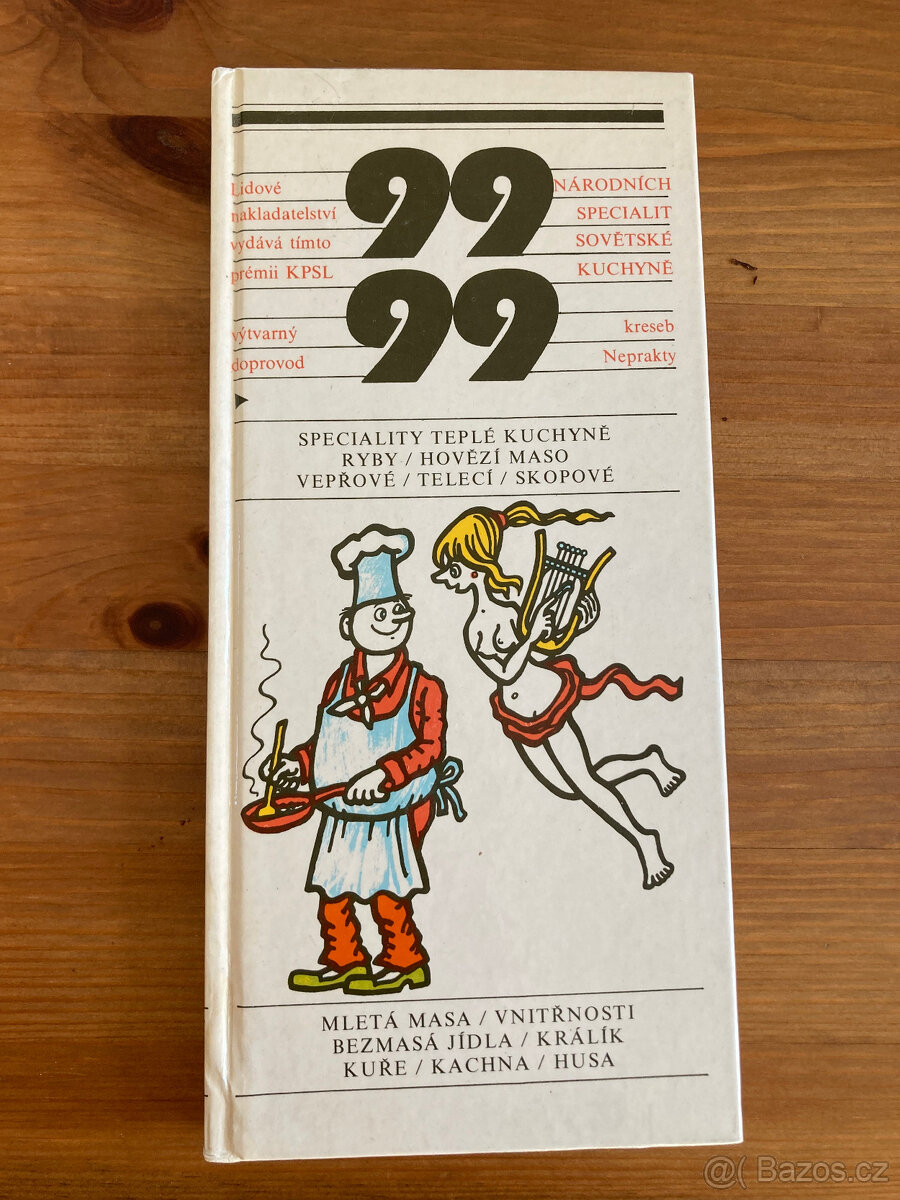 Lidové
nakladatelství
vydává tímto
prémii KPSL
99
NÁRODNÍCH
SPECIALIT
SOVĚTSKÉ
KUCHYNĚ
výtvarný
doprovod
99
kreseb
Neprakty
SPECIALITY TEPLÉ KUCHYNĚ
RYBY / HOVĚZÍ MASO
VEPŘOVÉ / TELECÍ / SKOPOVÉ
MLETÁ MASA / VNITŘNOSTI
BEZMASÁ JÍDLA / KRÁLÍK
KUŘE / KACHNA / HUSA
@( Bazos.cz